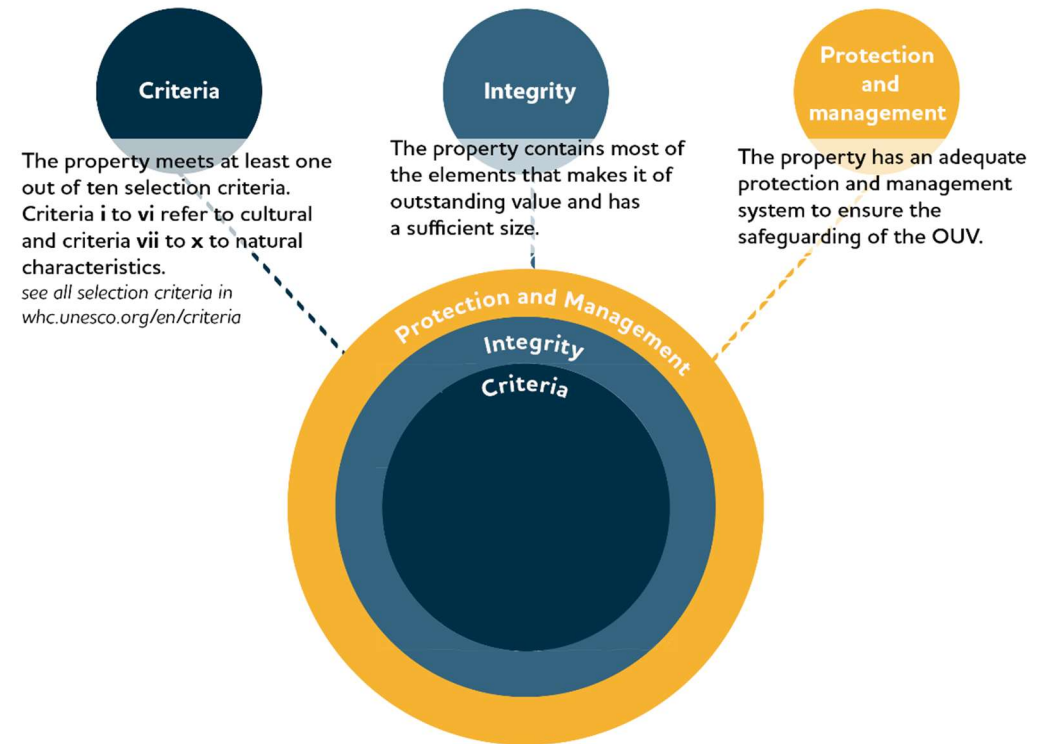 Criteria
The property meets at least one
out of ten selection criteria.
Criteria i to vi refer to cultural
and criteria vii to x to natural
characteristics.
see all selection criteria in
whc.unesco.org/en/criteria
Integrity
The property contains most of
the elements that makes it of
outstanding value and has
a sufficient size.
Protection
and
management
The property has an adequate
protection and management
system to ensure the
safeguarding of the OUV.
Protection and Management
Integrity
Criteria